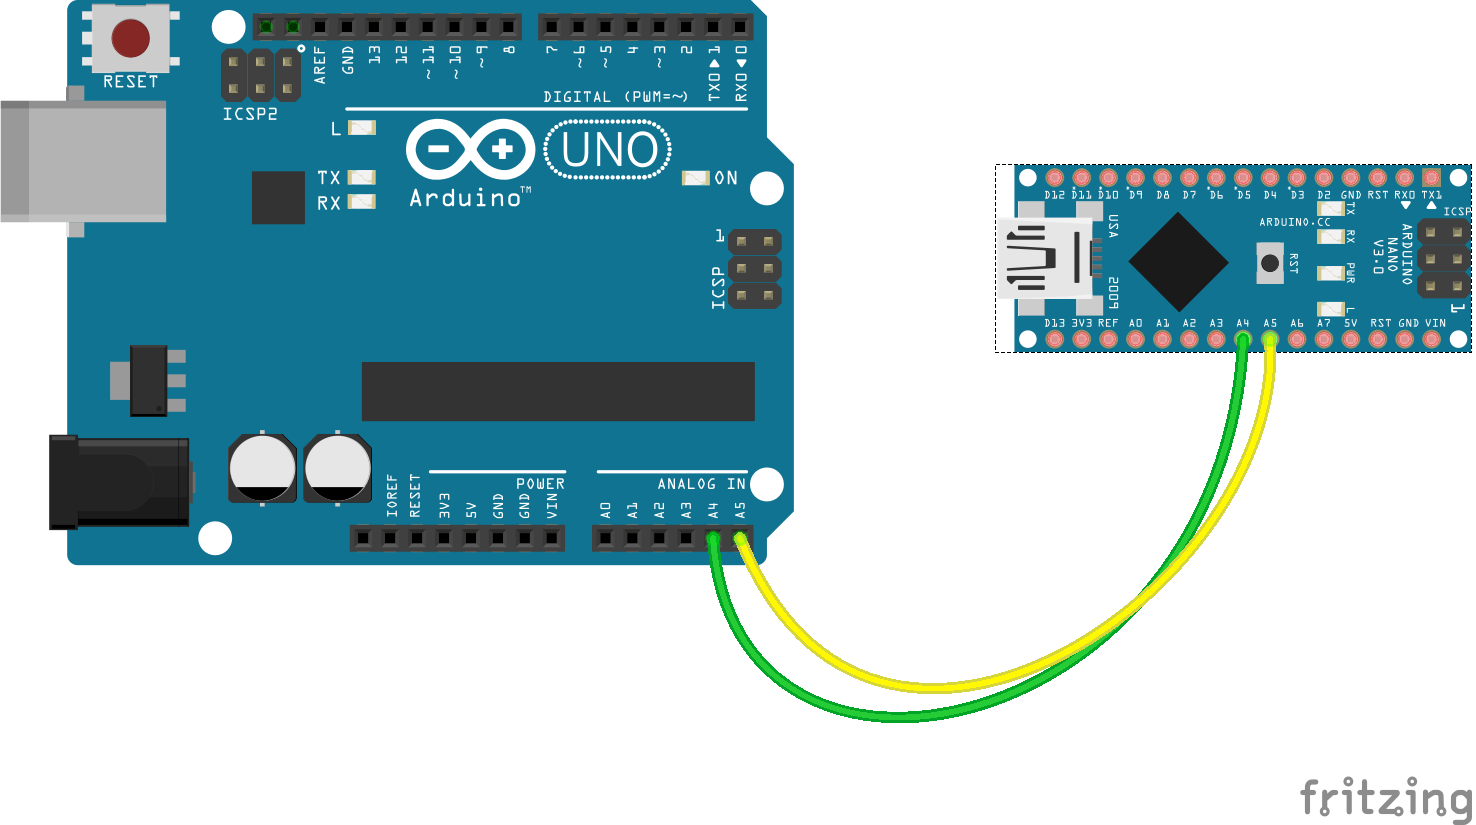 RESET
ICSP2
AREF
GND
13
12
~11
~10
~9
8
7
~6
~5
4
~3
2
TX0▶1
RX0◀0
DIGITAL (PWM=~)
L
TX
RX
UNO
Arduino™
ON
1
ICSP
IOREF
RESET
3V3
5V
GND
GND
VIN
POWER
ANALOG IN
A0
A1
A2
A3
A4
A5
D12
D11
D10
D9
D8
D7
D6
D5
D4
D3
D2
GND
RST
RX0
TX1
USA
2009
ARDUINO.CC
RST
TX
RX
PWR
L
ARDUINO
NANO
V3.0
ICSP
1
D13
3V3
REF
A0
A1
A2
A3
A4
A5
A6
A7
5V
RST
GND
VIN
fritzing